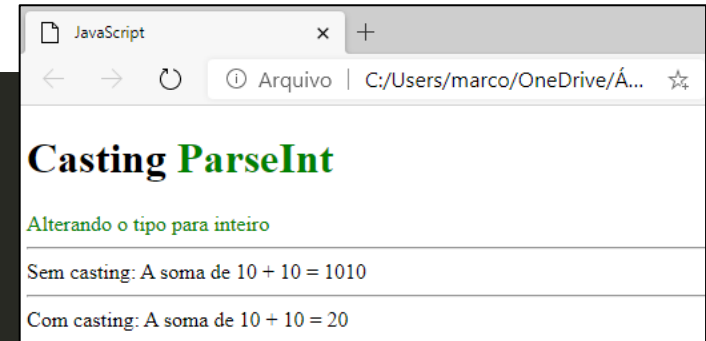 JavaScript
Arquivo | C:/Users/marco/OneDrive/Á...
Casting ParseInt
Alterando o tipo para inteiro
Sem casting: A soma de 10 + 10 = 1010
Com casting: A soma de 10 + 10 = 20